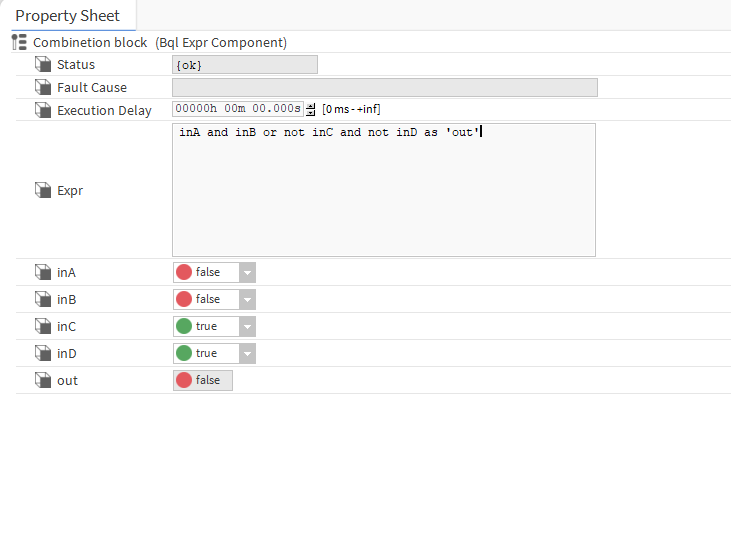 Property Sheet
Combinetion block (Bql Expr Component)
Status {ok}
Fault Cause
Execution Delay 00000h 00m 00.000s [0 ms - +inf]
Expr inA and inB or not inC and not inD as 'out'
inA false
inB false
inC true
inD true
out false